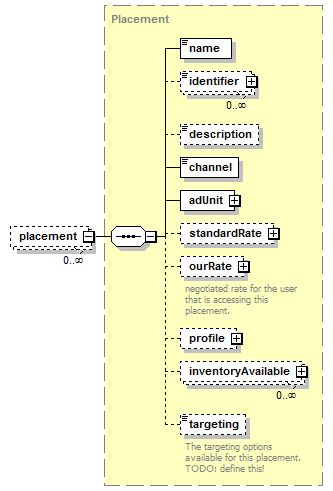 Placement
name
identifier
0..∞
description
channel
adUnit
placement
0..∞
standardRate
ourRate
negotiated rate for the user
that is accessing this
placement.
profile
inventoryAvailable
0..∞
targeting
The targeting options
available for this placement.
TODO: define this!